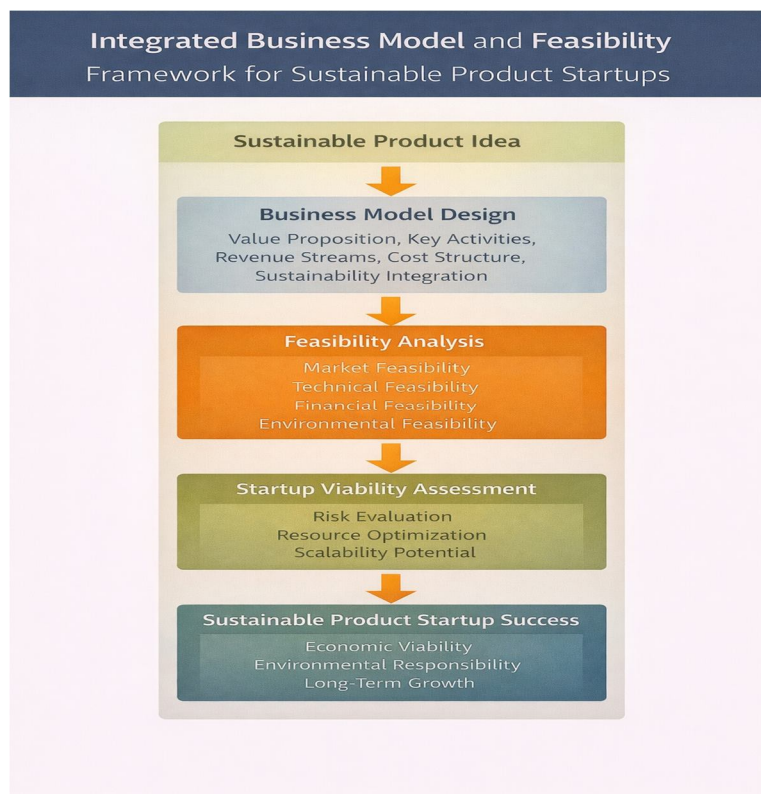 Integrated Business Model and Feasibility
Framework for Sustainable Product Startups
Sustainable Product Idea
Business Model Design
Value Proposition, Key Activities,
Revenue Streams, Cost Structure,
Sustainability Integration
Feasibility Analysis
Market Feasibility
Technical Feasibility
Financial Feasibility
Environmental Feasibility
Startup Viability Assessment
Risk Evaluation
Resource Optimization
Scalability Potential
Sustainable Product Startup Success
Economic Viability
Environmental Responsibility
Long-Term Growth